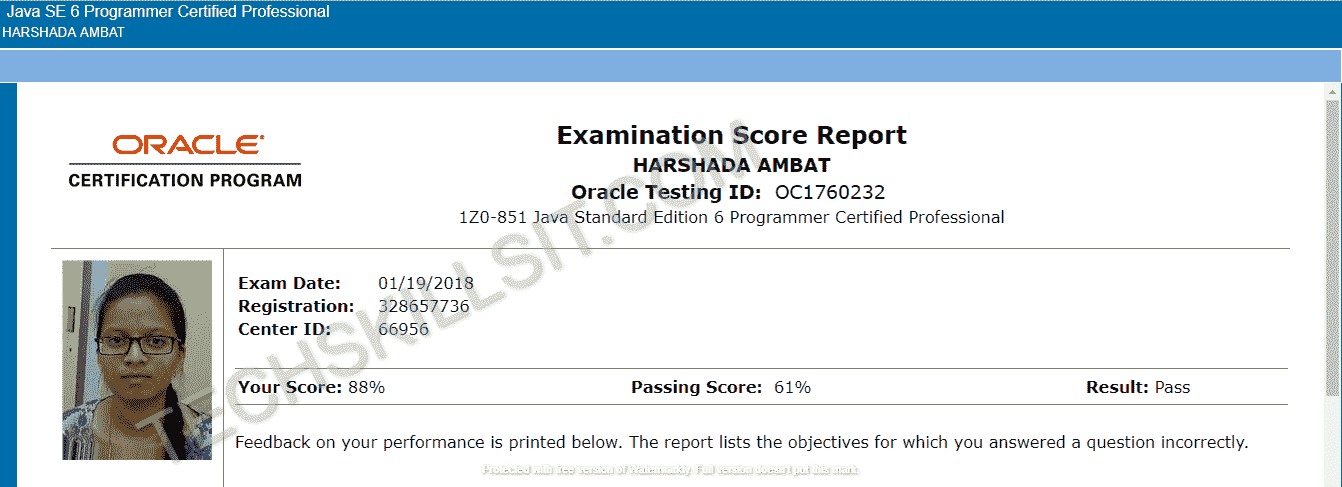 Java SE 6 Programmer Certified Professional
HARSHADA AMBAT
ORACLE
CERTIFICATION PROGRAM
Examination Score Report
HARSHADA AMBAT
Oracle Testing ID: OC1760232
1Z0-851 Java Standard Edition 6 Programmer Certified Professional
Exam Date: 01/19/2018
Registration: 328657736
Center ID: 66956
Your Score: 88% Passing Score: 61% Result: Pass
Feedback on your performance is printed below. The report lists the objectives for which you answered a question incorrectly.
TECHSKILLSIT.COM
Protected with free version of Watermarkly. Full version doesn't put this mark.